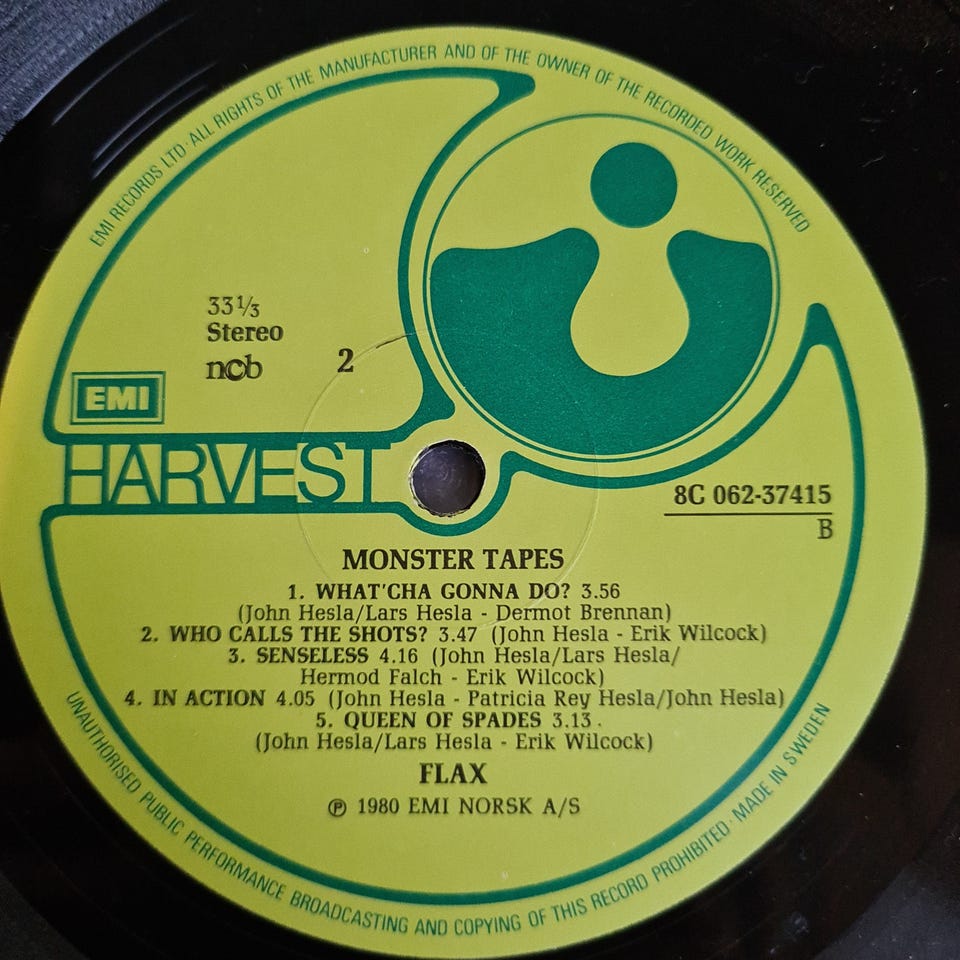 EMI RECORDS LTD · ALL RIGHTS OF THE MANUFACTURER AND OF THE OWNER OF THE RECORDED WORK RESERVED
33 1/3
Stereo
ncb 2
EMI
HARVEST
8C 062-37415
B
MONSTER TAPES
1. WHAT'CHA GONNA DO? 3.56
(John Hesla/Lars Hesla - Dermot Brennan)
2. WHO CALLS THE SHOTS? 3.47 (John Hesla - Erik Wilcock)
3. SENSELESS 4.16 (John Hesla/Lars Hesla/
Hermod Falch - Erik Wilcock)
4. IN ACTION 4.05 (John Hesla - Patricia Rey Hesla/John Hesla)
5. QUEEN OF SPADES 3.13.
(John Hesla/Lars Hesla - Erik Wilcock)
FLAX
℗ 1980 EMI NORSK A/S
UNAUTHORISED PUBLIC PERFORMANCE BROADCASTING AND COPYING OF THIS RECORD PROHIBITED · MADE IN SWEDEN